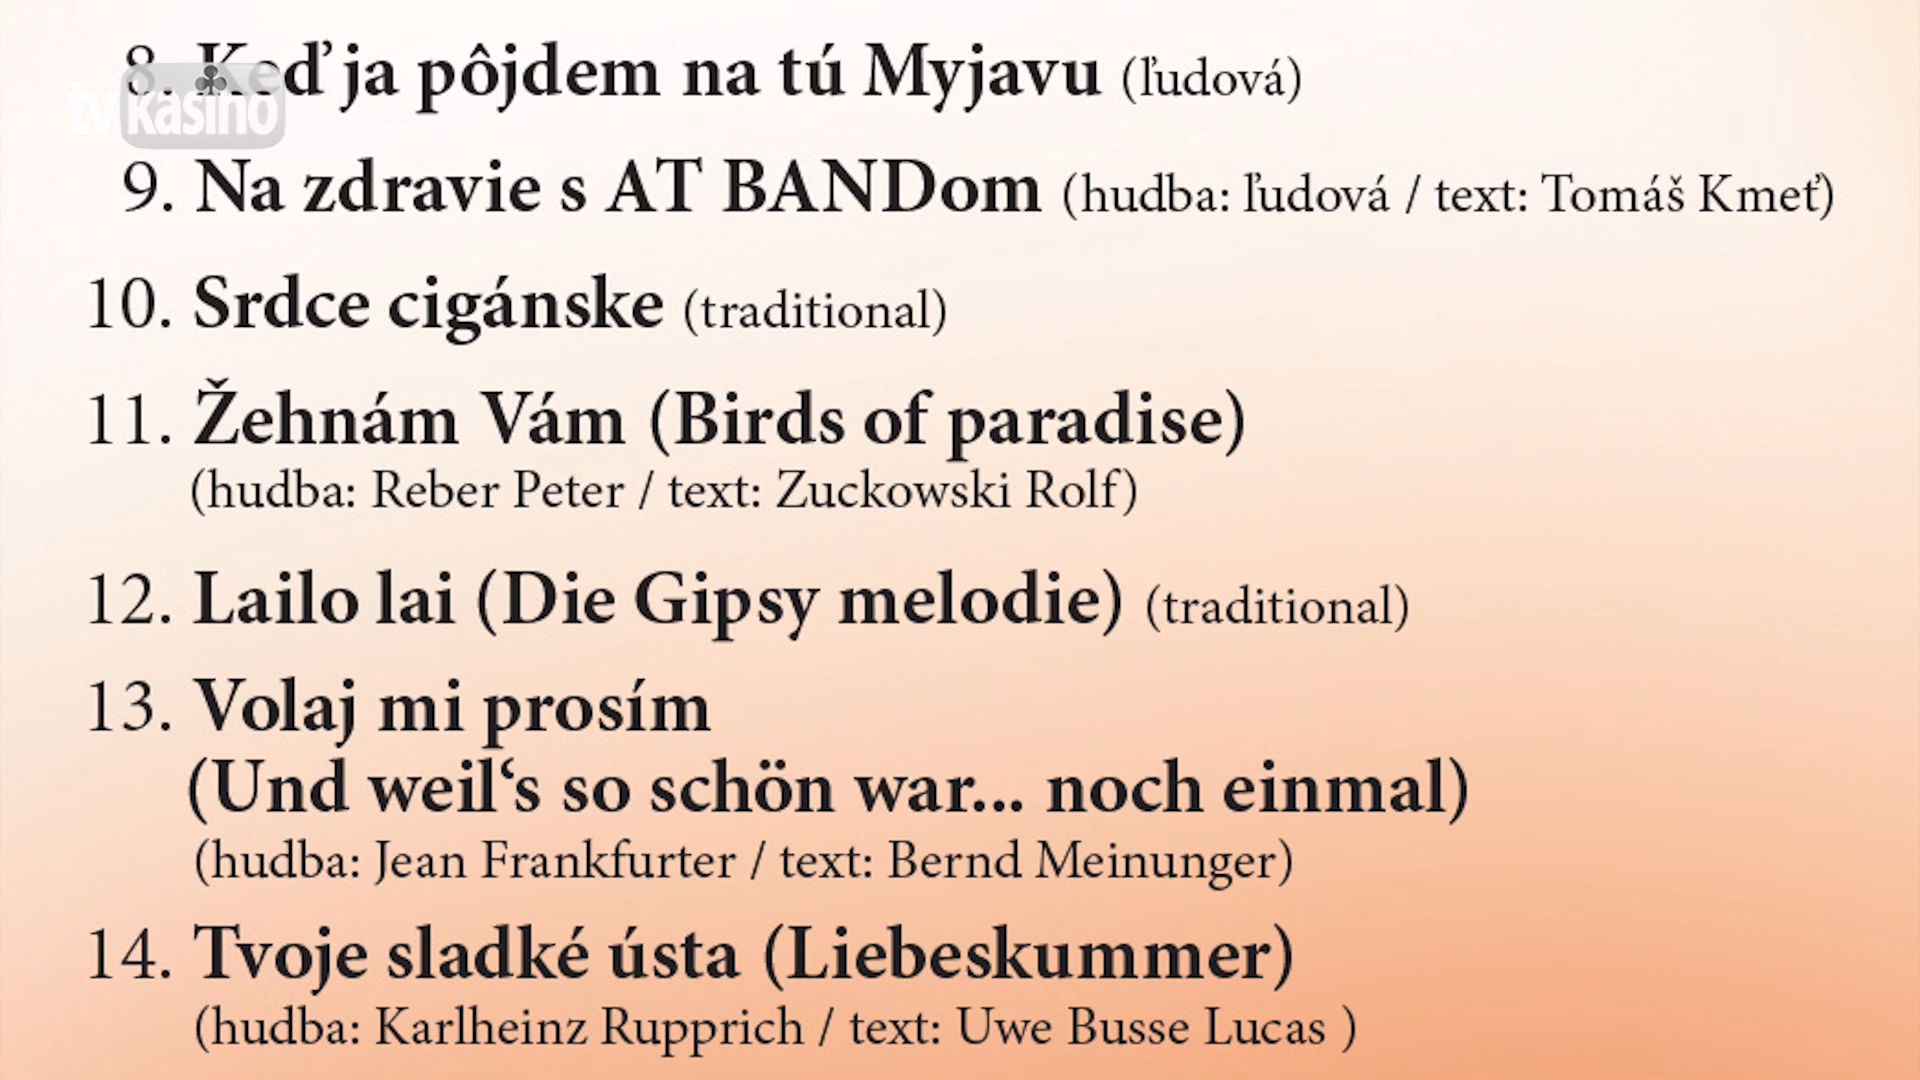 8. Keď ja pôjdem na tú Myjavu (ľudová)
tvkasino
9. Na zdravie s AT BANDom (hudba: ľudová / text: Tomáš Kmeť)
10. Srdce cigánske (traditional)
11. Žehnám Vám (Birds of paradise)
(hudba: Reber Peter / text: Zuckowski Rolf)
12. Lailo lai (Die Gipsy melodie) (traditional)
13. Volaj mi prosím
(Und weil‘s so schön war... noch einmal)
(hudba: Jean Frankfurter / text: Bernd Meinunger)
14. Tvoje sladké ústa (Liebeskummer)
(hudba: Karlheinz Rupprich / text: Uwe Busse Lucas )